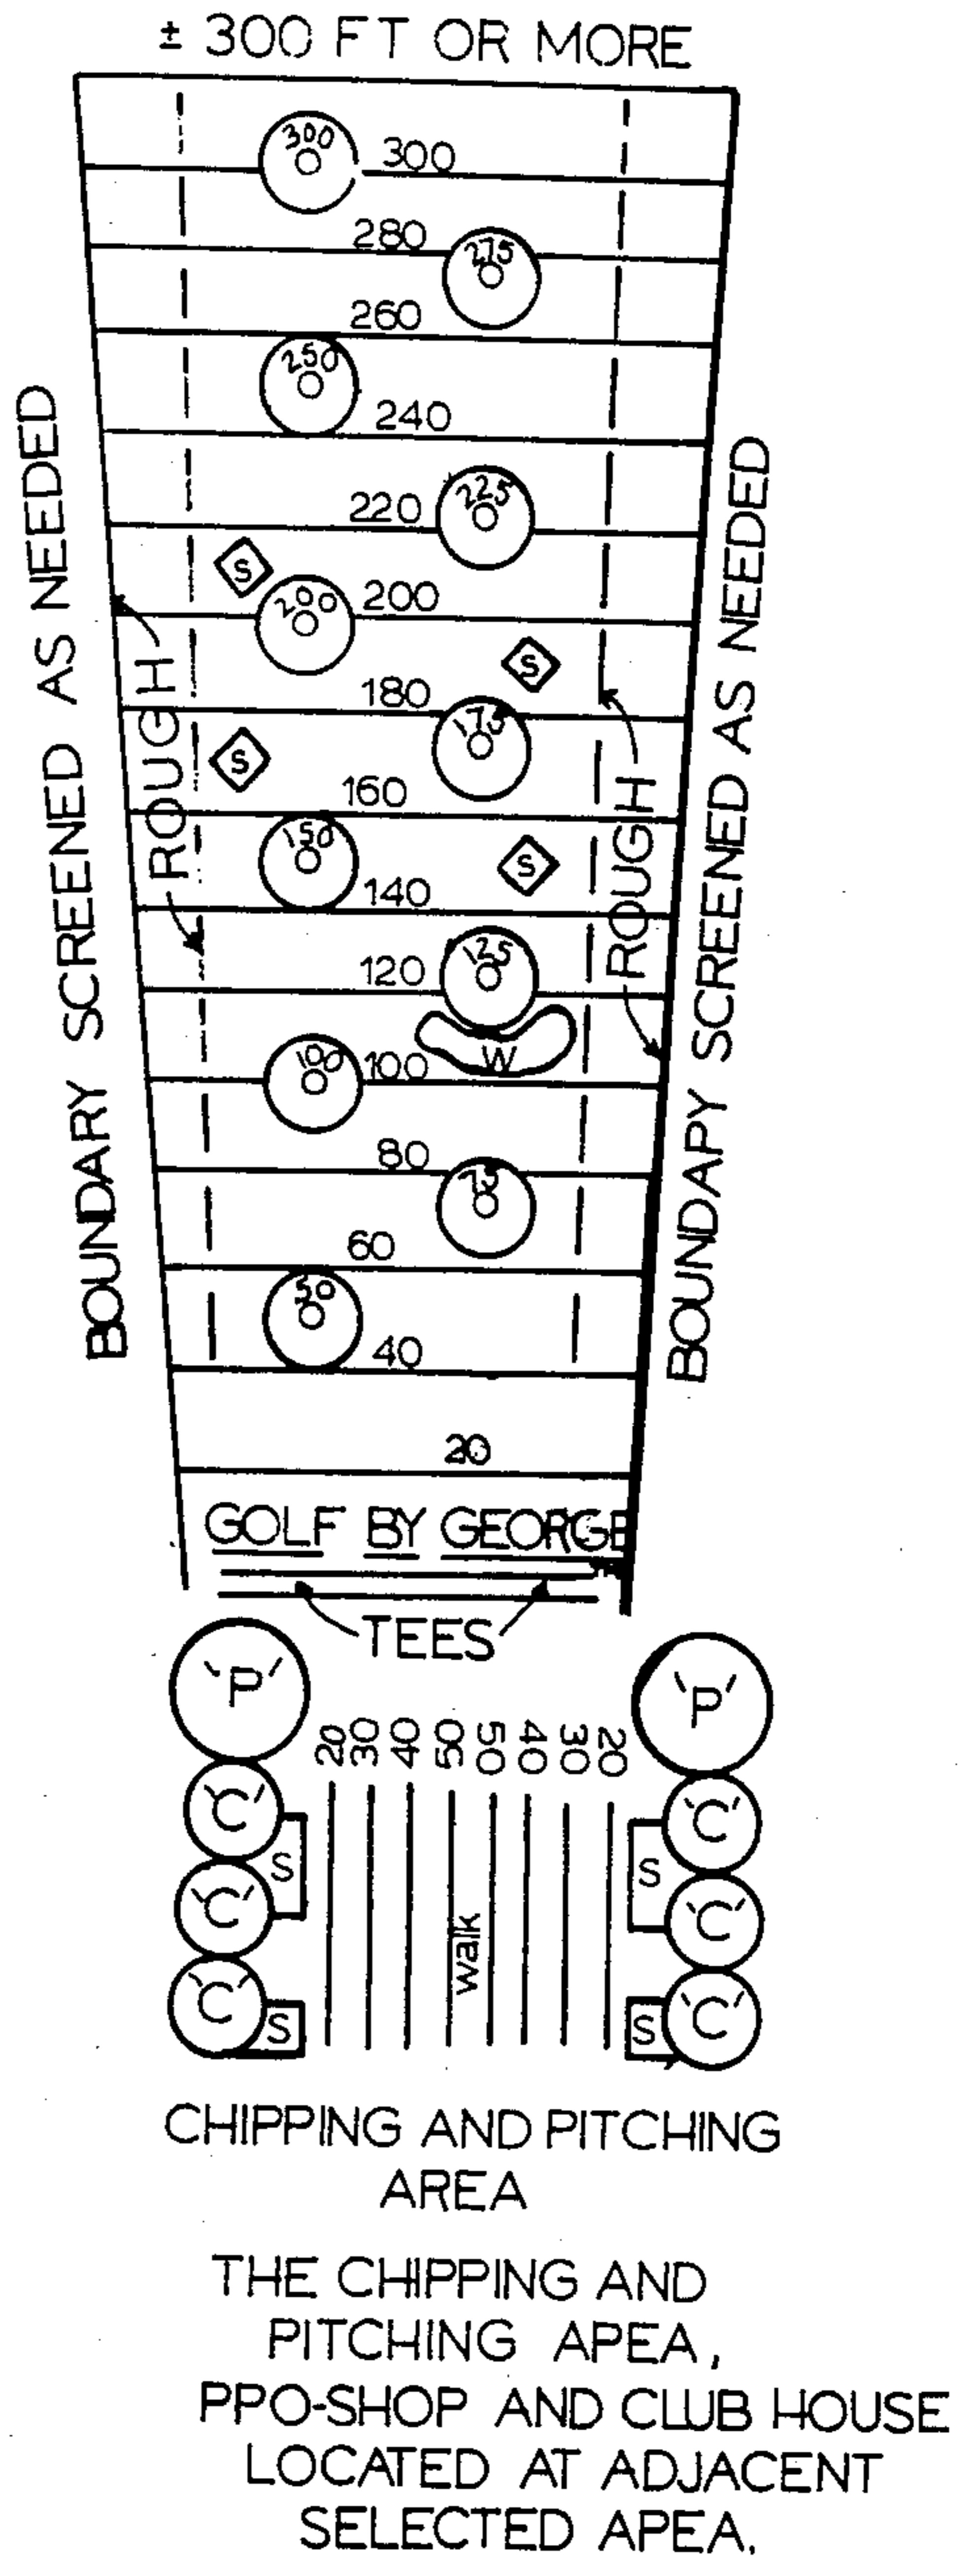 ± 300 FT OR MORE
300
300
280
275
260
250
240
225
220
S
200
200
S
180
175
S
160
150
S
140
125
120
W
100
100
80
75
60
50
40
20
BOUNDARY SCREENED AS NEEDED
ROUGH
ROUGH
BOUNDAPY SCREENED AS NEEDED
GOLF BY GEORGE
TEES
'P'
'P'
20 30 40 50 50 40 30 20
'C'
'C'
S
S
'C'
'C'
walk
'C'
'C'
S
S
CHIPPING AND PITCHING
AREA
THE CHIPPING AND
PITCHING APEA,
PPO-SHOP AND CLUB HOUSE
LOCATED AT ADJACENT
SELECTED APEA.